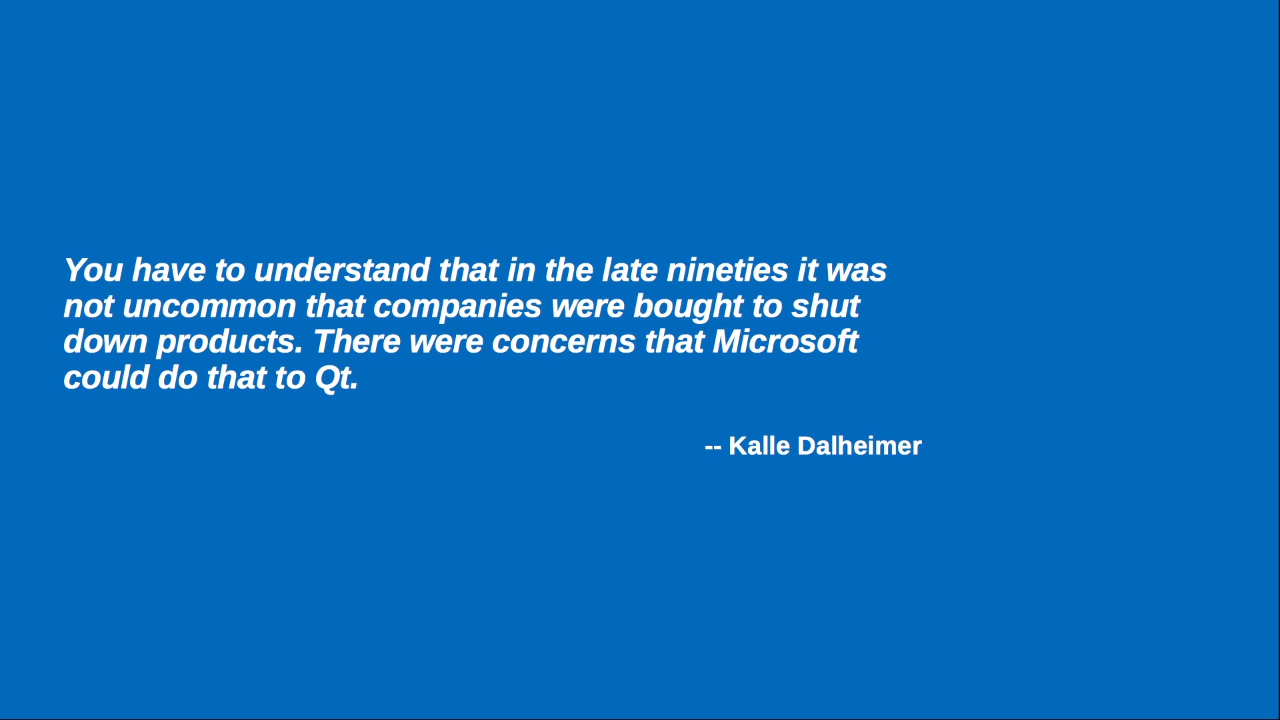 You have to understand that in the late nineties it was
not uncommon that companies were bought to shut
down products. There were concerns that Microsoft
could do that to Qt.
-- Kalle Dalheimer